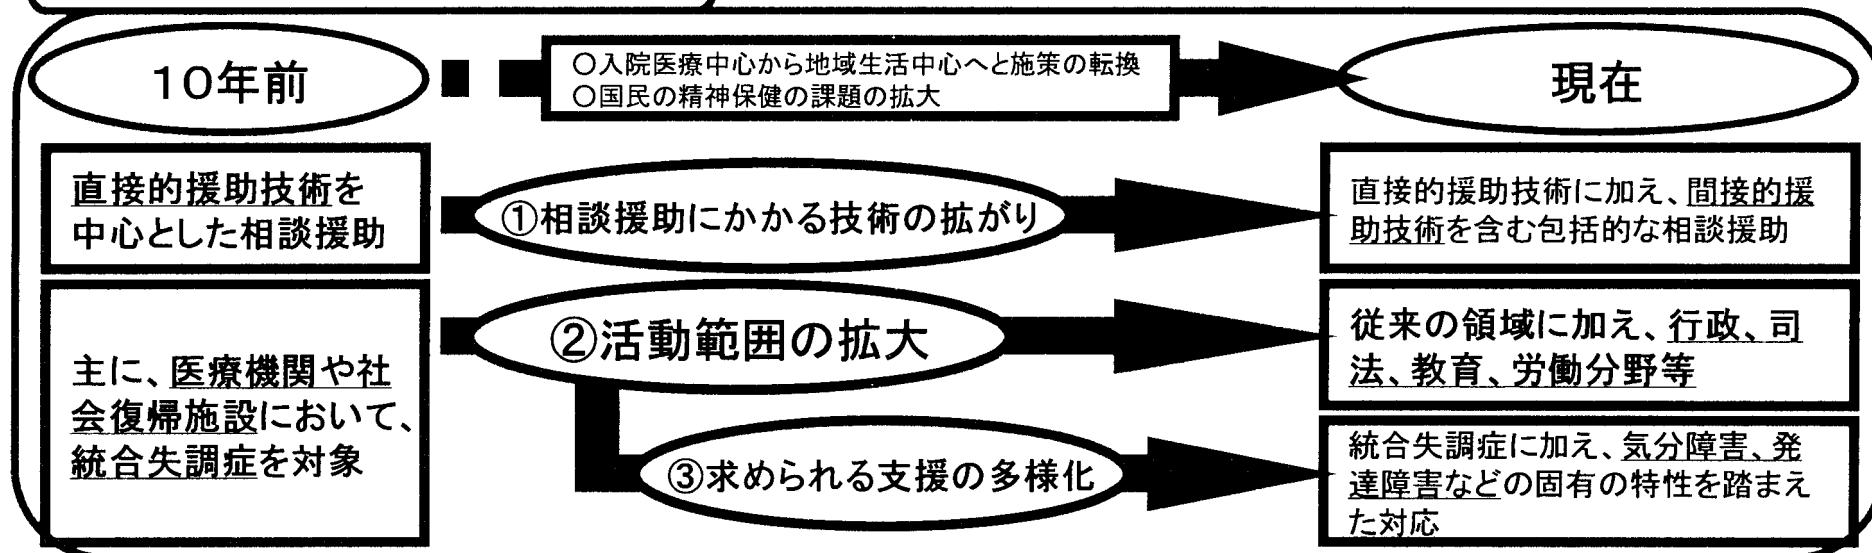 10年前
○入院医療中心から地域生活中心へと施策の転換
○国民の精神保健の課題の拡大
現在
直接的援助技術を
中心とした相談援助
①相談援助にかかる技術の拡がり
直接的援助技術に加え、間接的援
助技術を含む包括的な相談援助
主に、医療機関や社
会復帰施設において、
統合失調症を対象
②活動範囲の拡大
従来の領域に加え、行政、司
法、教育、労働分野等
③求められる支援の多様化
統合失調症に加え、気分障害、発
達障害などの固有の特性を踏まえ
た対応